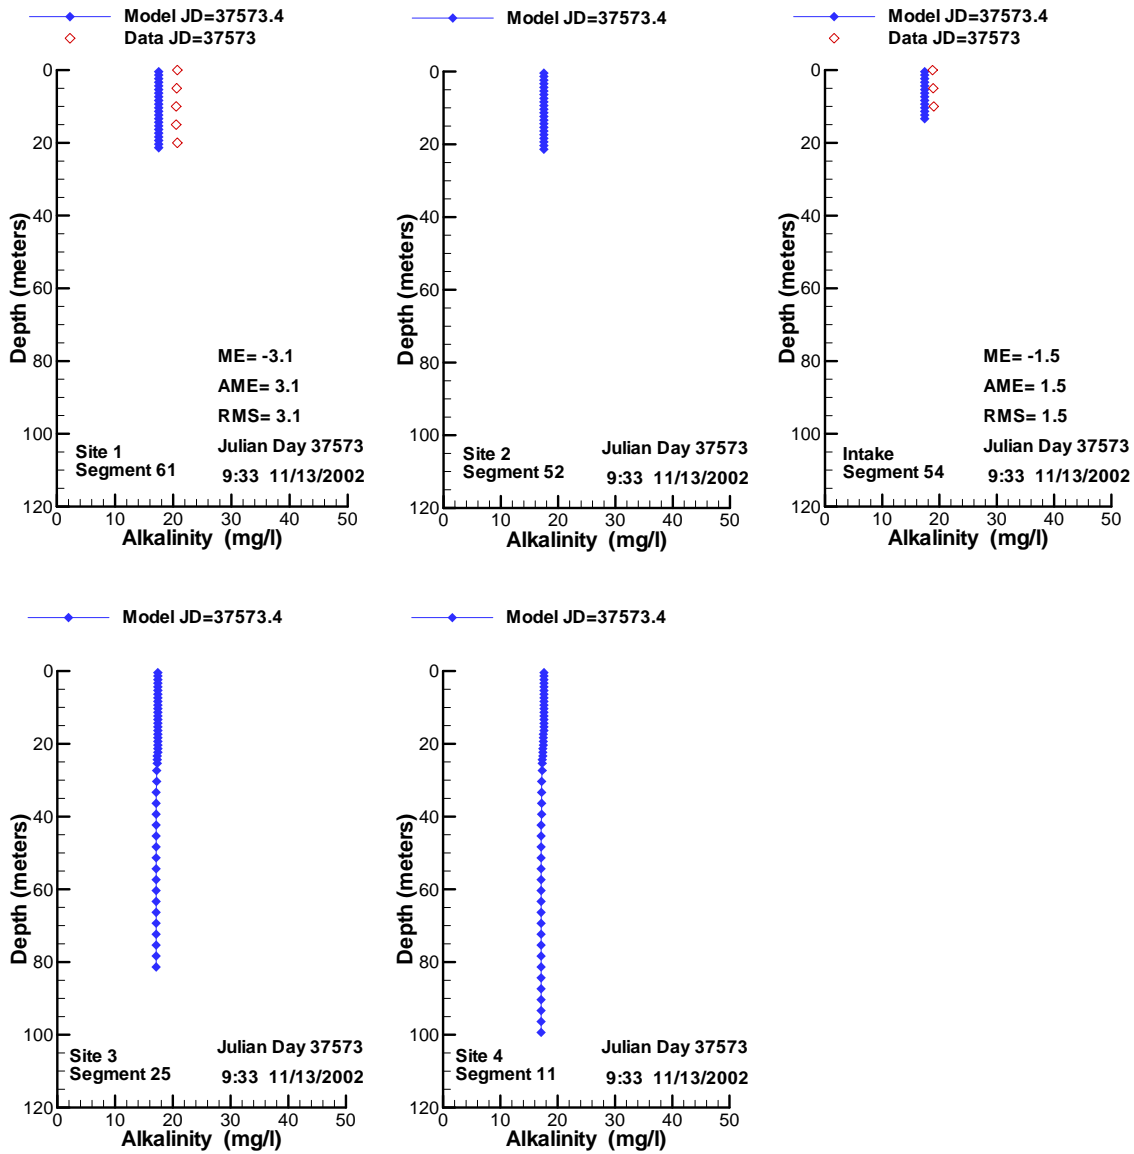 Model JD=37573.4
Data JD=37573
0
20
40
60
80
100
120
Depth (meters)
ME= -3.1
AME= 3.1
RMS= 3.1
Site 1
Segment 61
Julian Day 37573
9:33 11/13/2002
0 10 20 30 40 50
Alkalinity (mg/l)
Model JD=37573.4
0
20
40
60
80
100
120
Depth (meters)
Site 2
Segment 52
Julian Day 37573
9:33 11/13/2002
0 10 20 30 40 50
Alkalinity (mg/l)
Model JD=37573.4
Data JD=37573
0
20
40
60
80
100
120
Depth (meters)
ME= -1.5
AME= 1.5
RMS= 1.5
Intake
Segment 54
Julian Day 37573
9:33 11/13/2002
0 10 20 30 40 50
Alkalinity (mg/l)
Model JD=37573.4
0
20
40
60
80
100
120
Depth (meters)
Site 3
Segment 25
Julian Day 37573
9:33 11/13/2002
0 10 20 30 40 50
Alkalinity (mg/l)
Model JD=37573.4
0
20
40
60
80
100
120
Depth (meters)
Site 4
Segment 11
Julian Day 37573
9:33 11/13/2002
0 10 20 30 40 50
Alkalinity (mg/l)